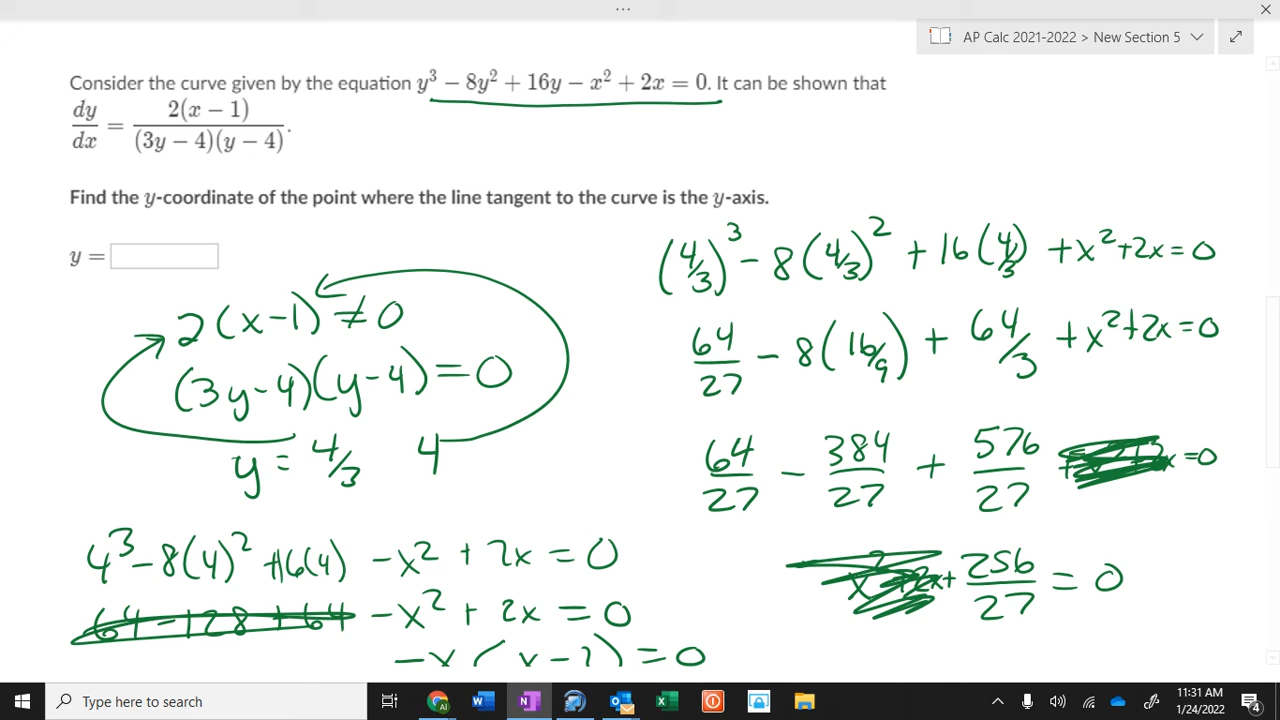 ...
AP Calc 2021-2022 > New Section 5
Consider the curve given by the equation y³ − 8y² + 16y − x² + 2x = 0. It can be shown that
dy/dx = 2(x − 1)/(3y − 4)(y − 4).
Find the y-coordinate of the point where the line tangent to the curve is the y-axis.
y =
2(x-1) ≠ 0
(3y-4)(y-4) = 0
y = 4/3 4
4³ - 8(4)² + 16(4) - x² + 2x = 0
64 - 128 + 64 - x² + 2x = 0
-x(x-2) = 0
(4/3)³ - 8(4/3)² + 16(4/3) + x² + 2x = 0
64/27 - 8(16/9) + 64/3 + x² + 2x = 0
64/27 - 384/27 + 576/27 = 0
+ 256/27 = 0
Type here to search
11:31 AM
1/24/2022
4